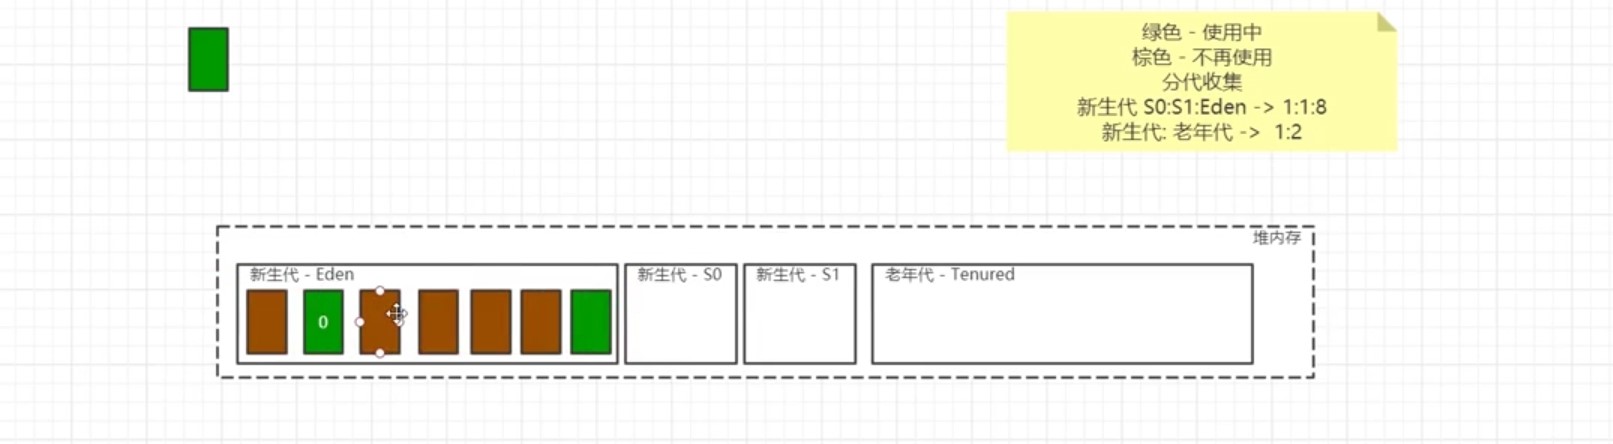 绿色 - 使用中
棕色 - 不再使用
分代收集
新生代 S0:S1:Eden -> 1:1:8
新生代: 老年代 -> 1:2
堆内存
新生代 - Eden
新生代 - S0
新生代 - S1
老年代 - Tenured
0